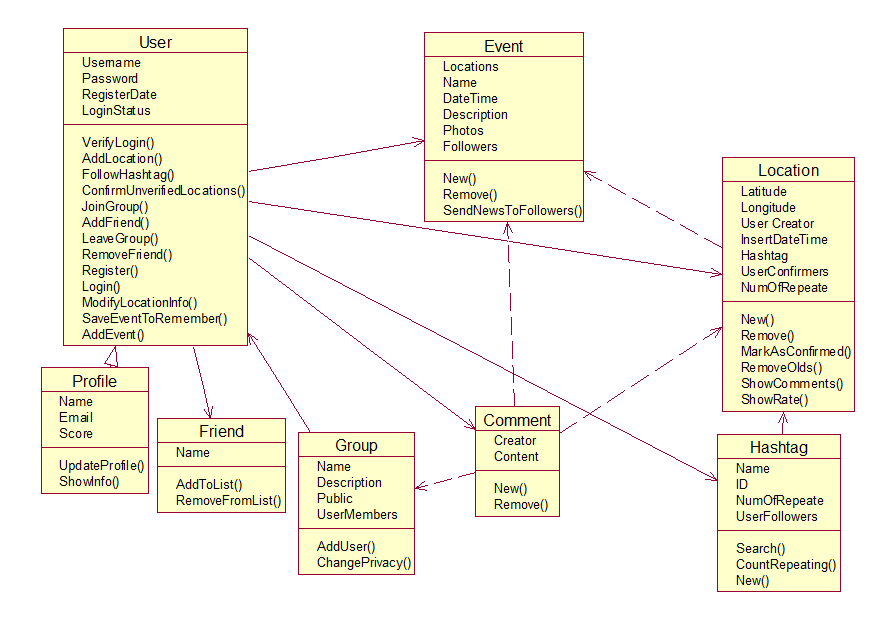 User
Username
Password
RegisterDate
LoginStatus
VerifyLogin()
AddLocation()
FollowHashtag()
ConfirmUnverifiedLocations()
JoinGroup()
AddFriend()
LeaveGroup()
RemoveFriend()
Register()
Login()
ModifyLocationInfo()
SaveEventToRemember()
AddEvent()
Event
Locations
Name
DateTime
Description
Photos
Followers
New()
Remove()
SendNewsToFollowers()
Location
Latitude
Longitude
User Creator
InsertDateTime
Hashtag
UserConfirmers
NumOfRepeate
New()
Remove()
MarkAsConfirmed()
RemoveOlds()
ShowComments()
ShowRate()
Profile
Name
Email
Score
UpdateProfile()
ShowInfo()
Friend
Name
AddToList()
RemoveFromList()
Group
Name
Description
Public
UserMembers
AddUser()
ChangePrivacy()
Comment
Creator
Content
New()
Remove()
Hashtag
Name
ID
NumOfRepeate
UserFollowers
Search()
CountRepeating()
New()